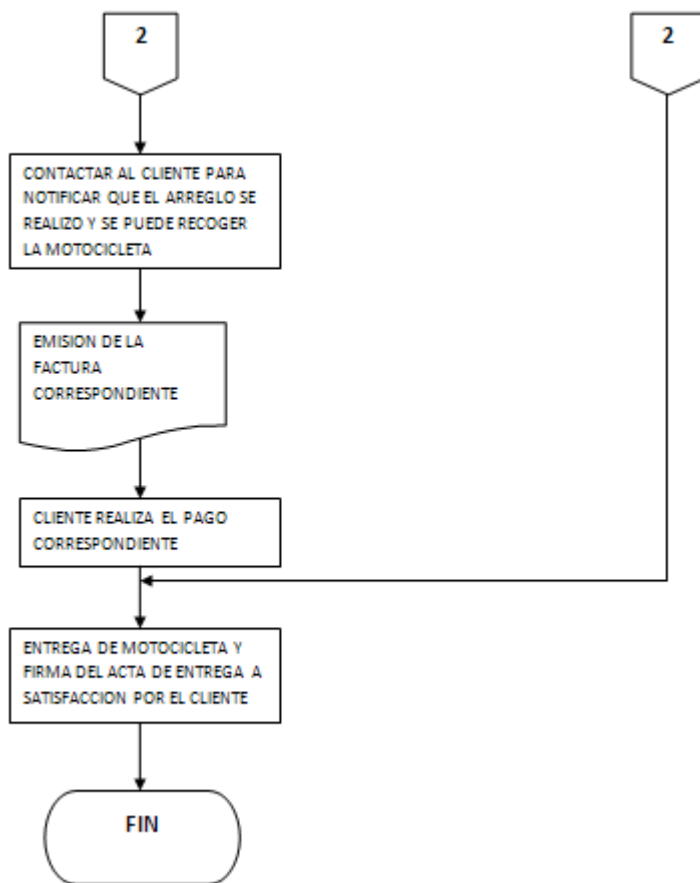 2
2
CONTACTAR AL CLIENTE PARA
NOTIFICAR QUE EL ARREGLO SE
REALIZO Y SE PUEDE RECOGER
LA MOTOCICLETA
EMISION DE LA
FACTURA
CORRESPONDIENTE
CLIENTE REALIZA EL PAGO
CORRESPONDIENTE
ENTREGA DE MOTOCICLETA Y
FIRMA DEL ACTA DE ENTREGA A
SATISFACCION POR EL CLIENTE
FIN